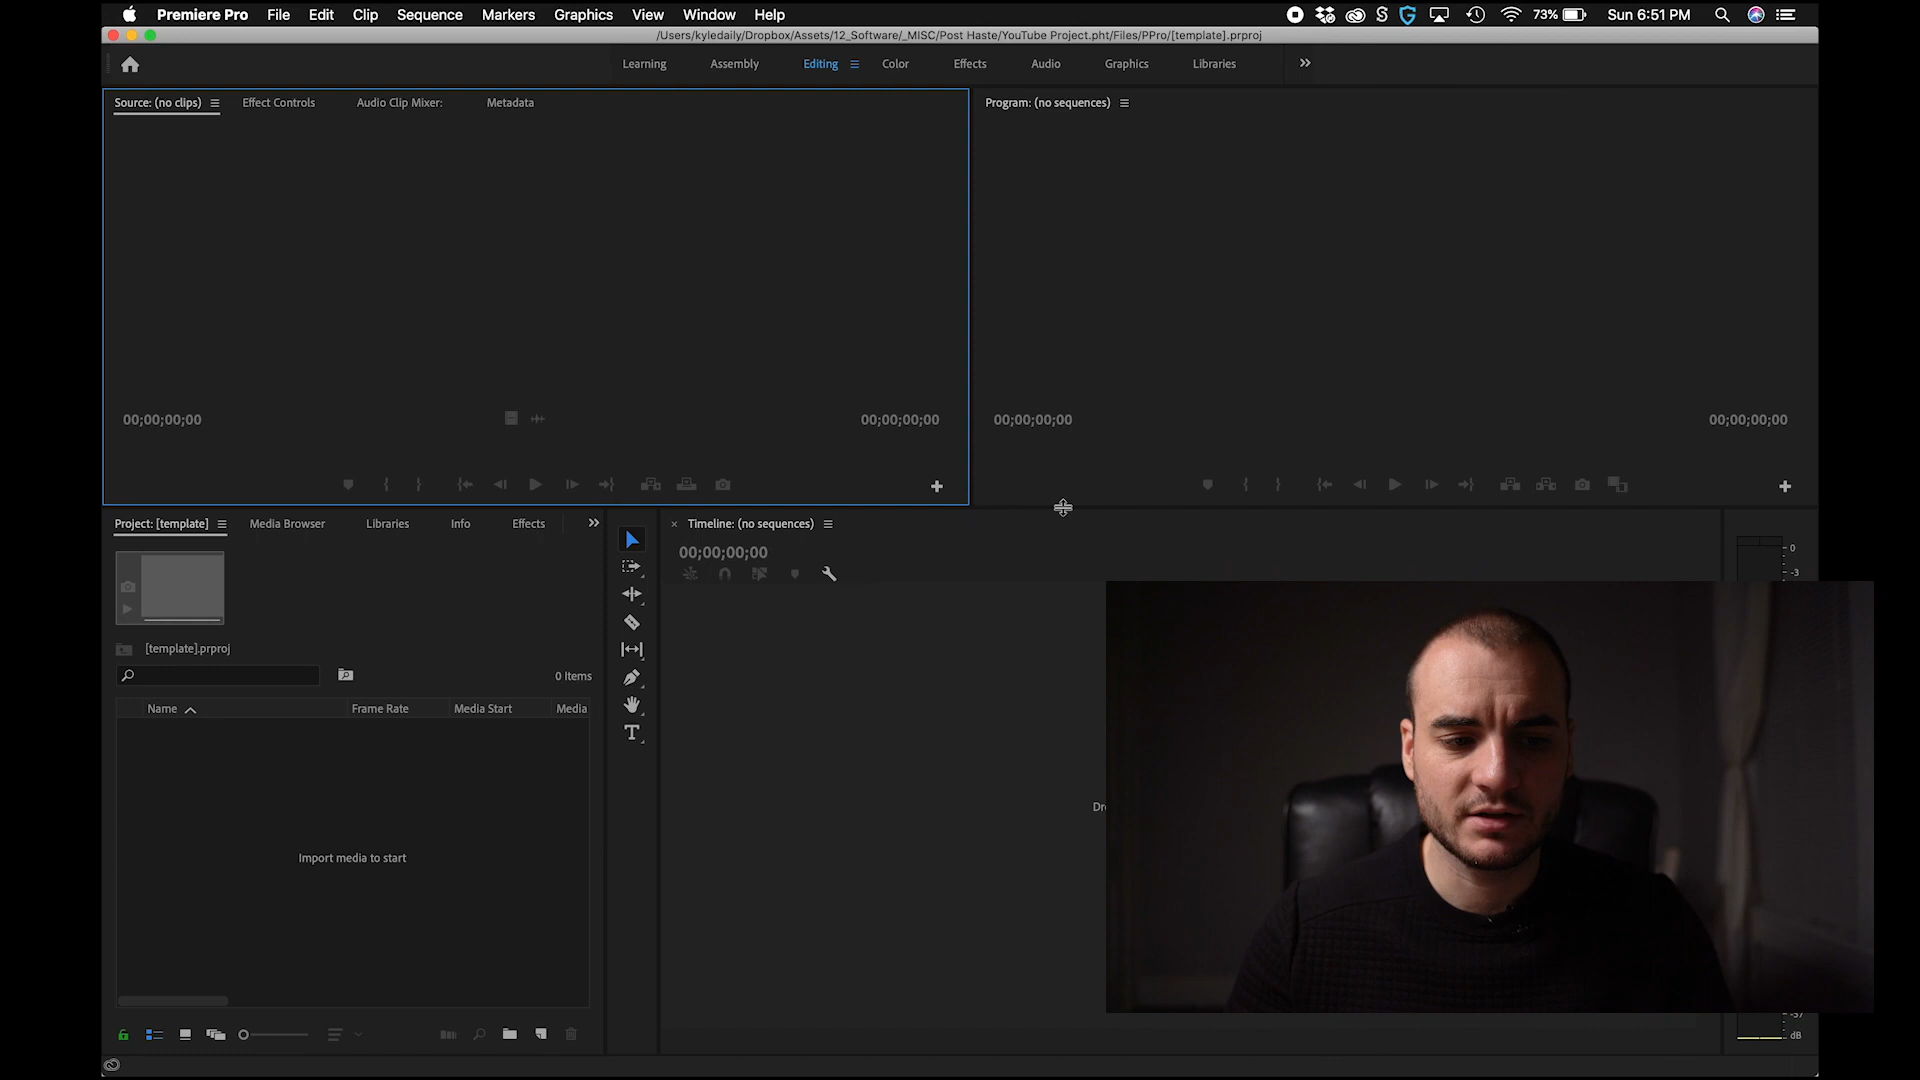 Premiere Pro File Edit Clip Sequence Markers Graphics View Window Help 73% Sun 6:51 PM
/Users/kyledaily/Dropbox/Assets/12_Software/_MISC/Post Haste/YouTube Project.pht/Files/PPro/[template].prproj
Learning Assembly Editing Color Effects Audio Graphics Libraries
Source: (no clips) Effect Controls Audio Clip Mixer: Metadata Program: (no sequences)
00;00;00;00 00;00;00;00 00;00;00;00 00;00;00;00
Project: [template] Media Browser Libraries Info Effects Timeline: (no sequences)
00;00;00;00
0
-3
[template].prproj
0 Items
Name Frame Rate Media Start Media
Import media to start
dB